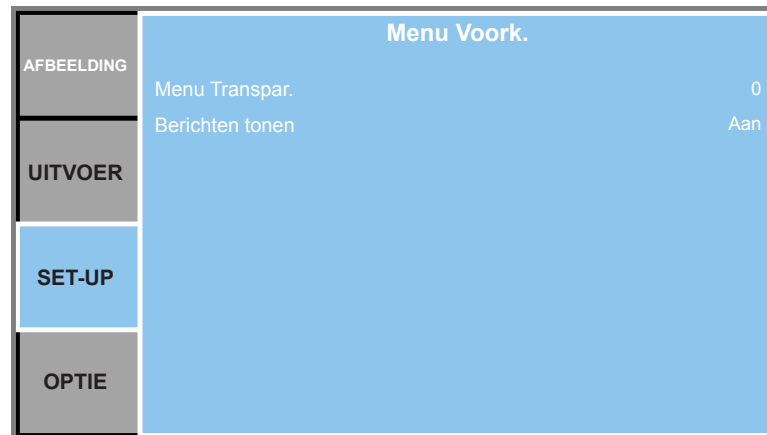 Menu Voork.
AFBEELDING
Menu Transpar. 0
Berichten tonen Aan
UITVOER
SET-UP
OPTIE